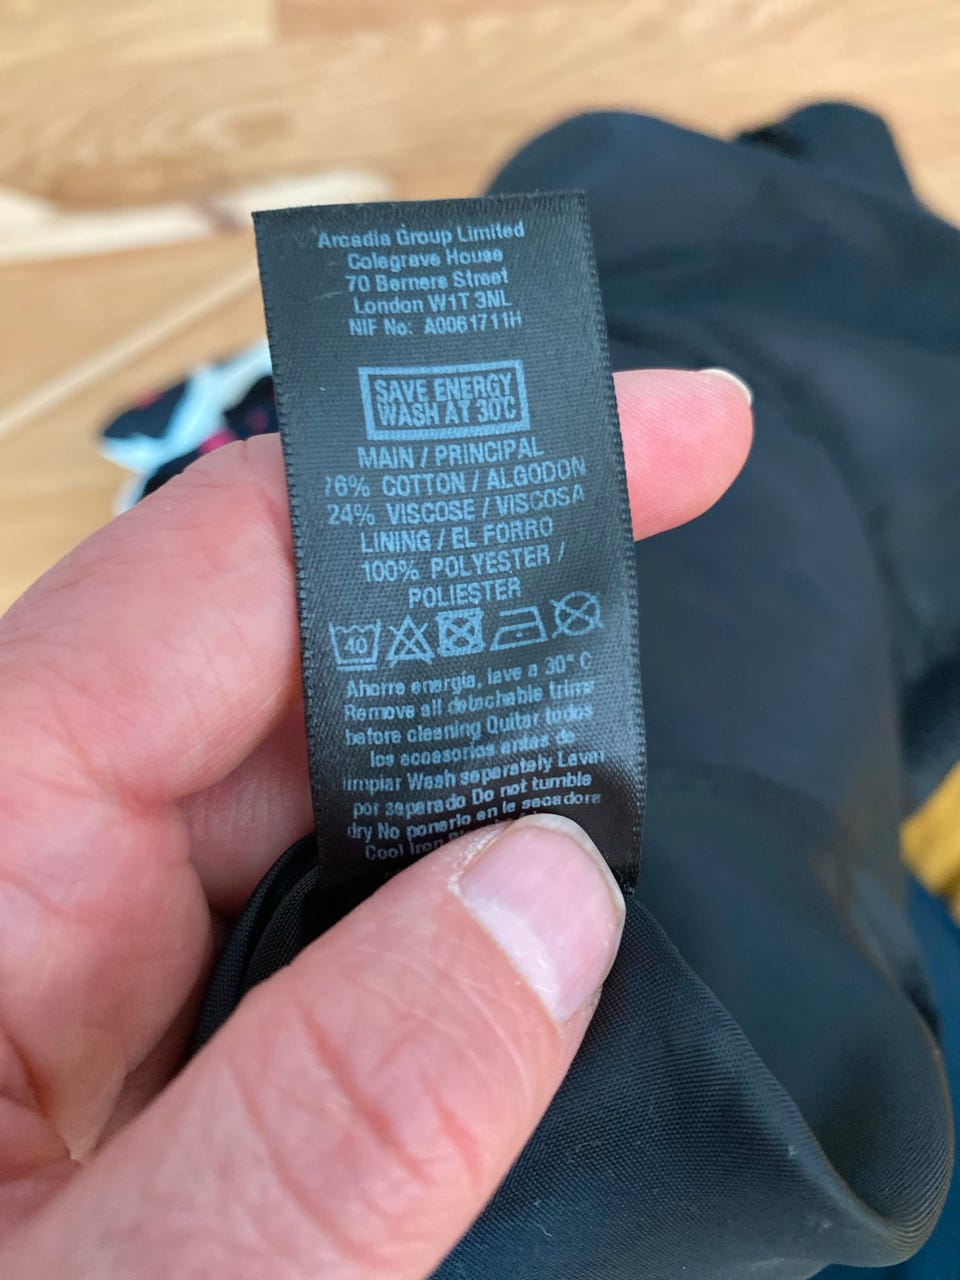 Arcadia Group Limited
Colegrave House
70 Berners Street
London W1T 3NL
NIF No: A0061711H
SAVE ENERGY
WASH AT 30°C
MAIN / PRINCIPAL
76% COTTON / ALGODON
24% VISCOSE / VISCOSA
LINING / EL FORRO
100% POLYESTER /
POLIESTER
40
Ahorre energia, lave a 30° C
Remove all detachable trims
before cleaning Quitar todos
los accesorios antes de
limpiar Wash separately Lavar
por separado Do not tumble
dry No ponerlo en la secadora
Cool Iron